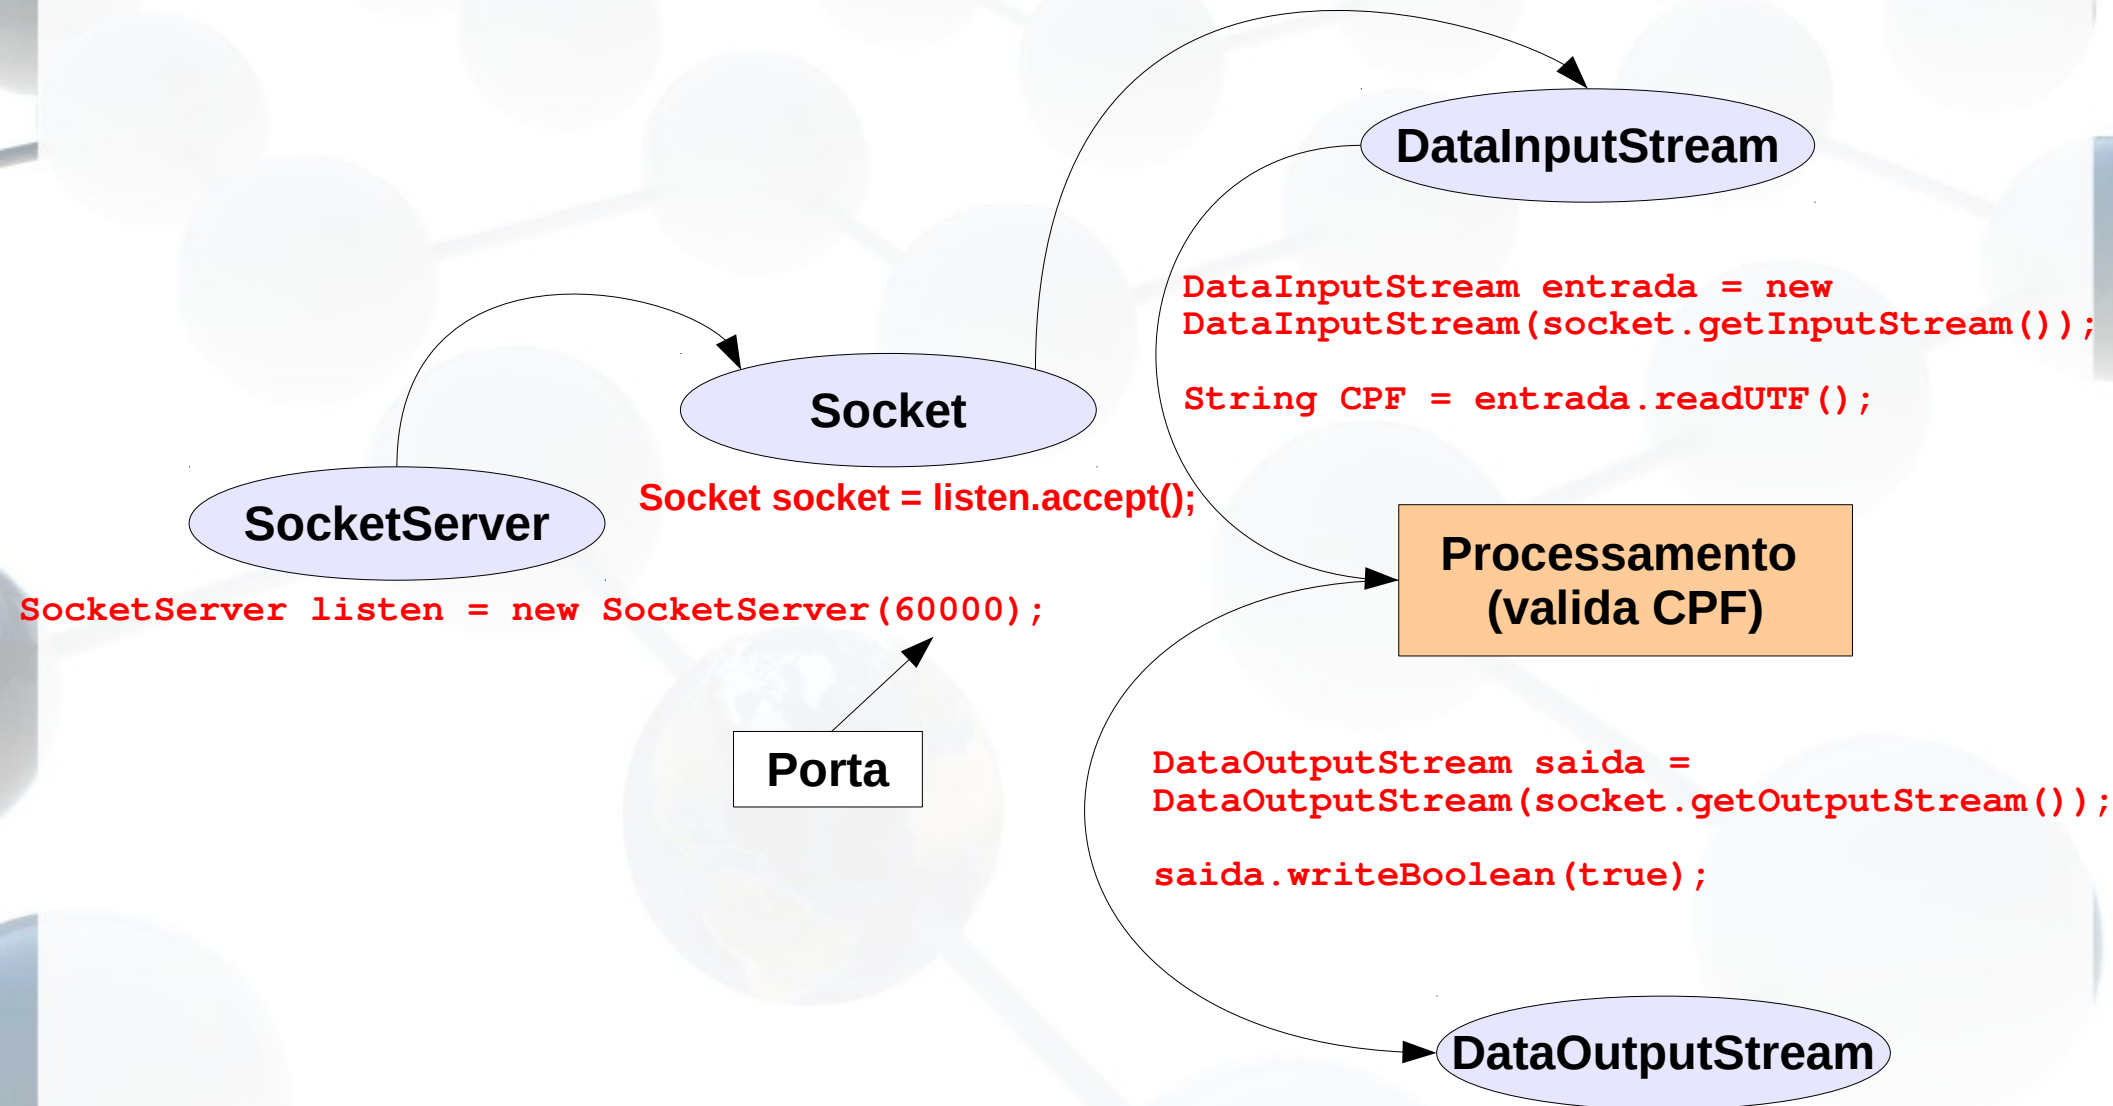 DataInputStream
DataInputStream entrada = new
DataInputStream(socket.getInputStream());
String CPF = entrada.readUTF();
Socket
Socket socket = listen.accept();
SocketServer
SocketServer listen = new SocketServer(60000);
Porta
Processamento
(valida CPF)
DataOutputStream saida =
DataOutputStream(socket.getOutputStream());
saida.writeBoolean(true);
DataOutputStream